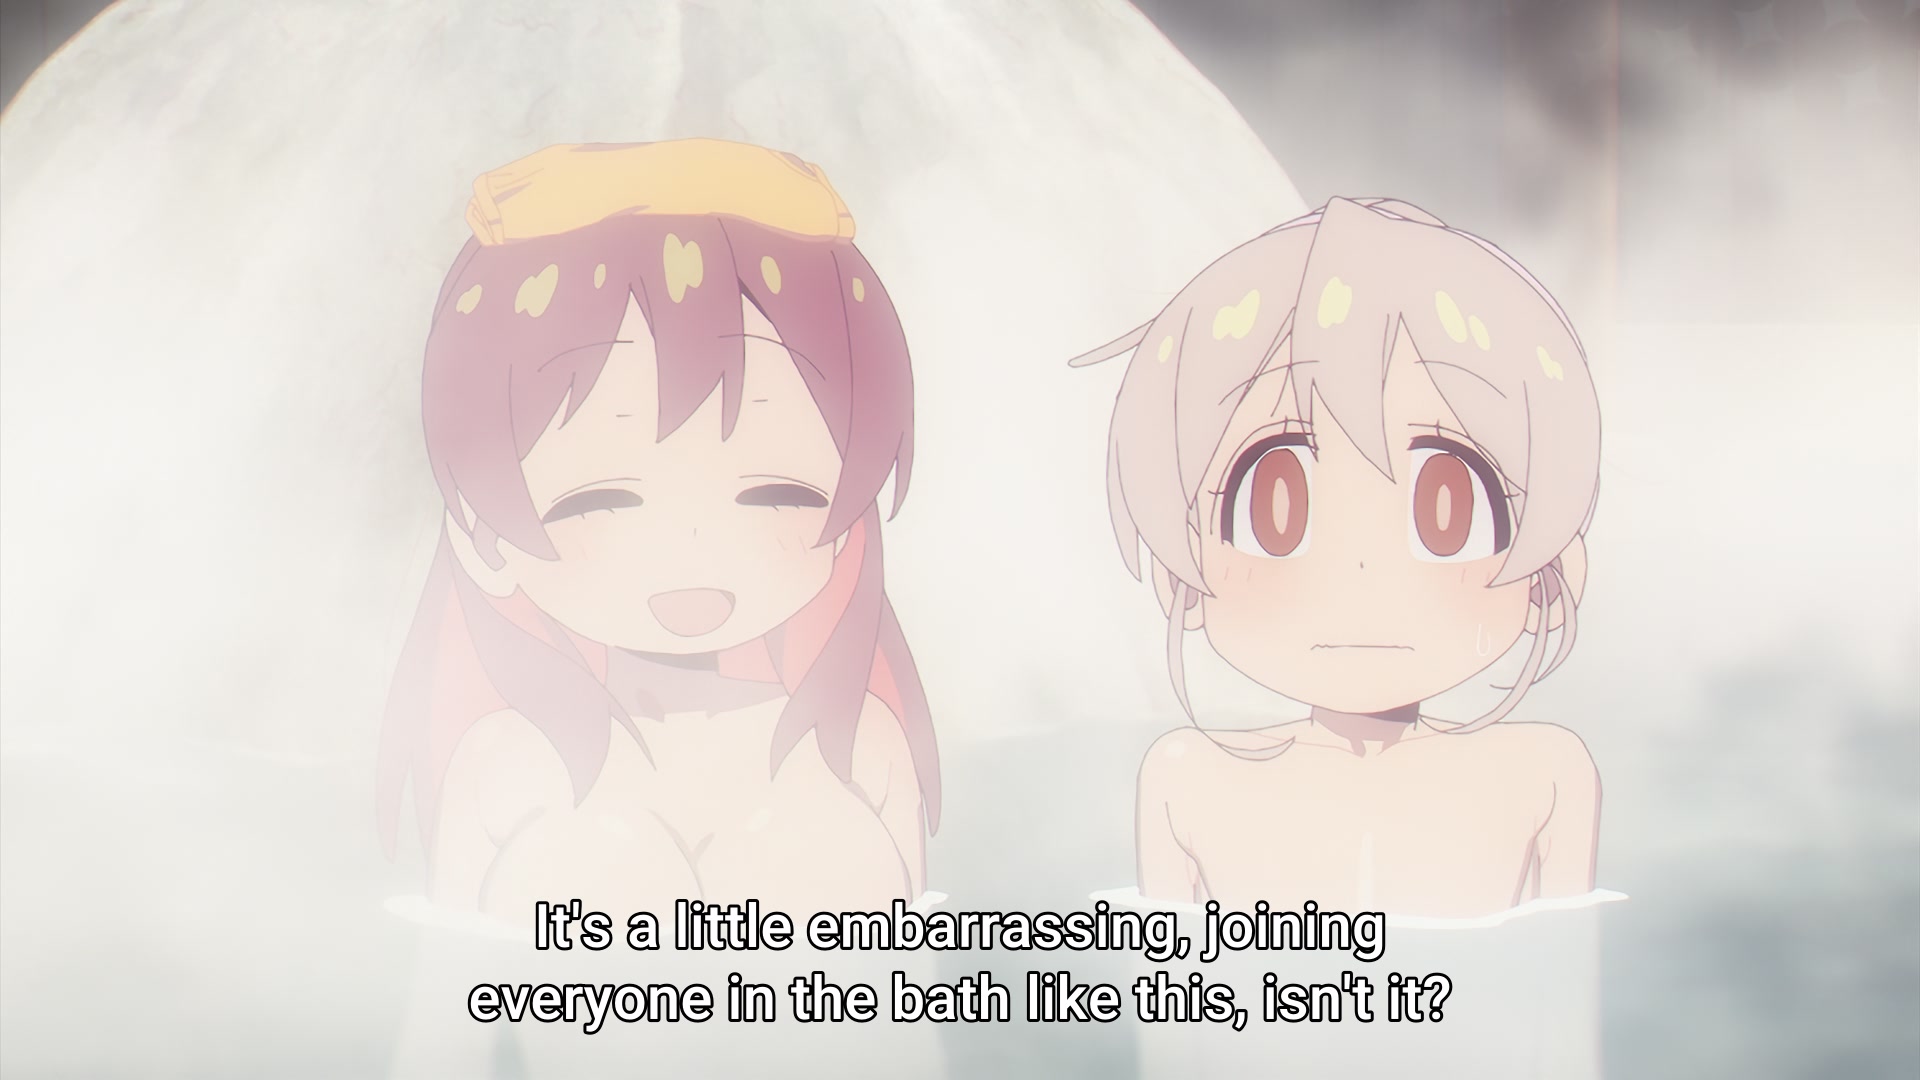 It's a little embarrassing, joining
everyone in the bath like this, isn't it?